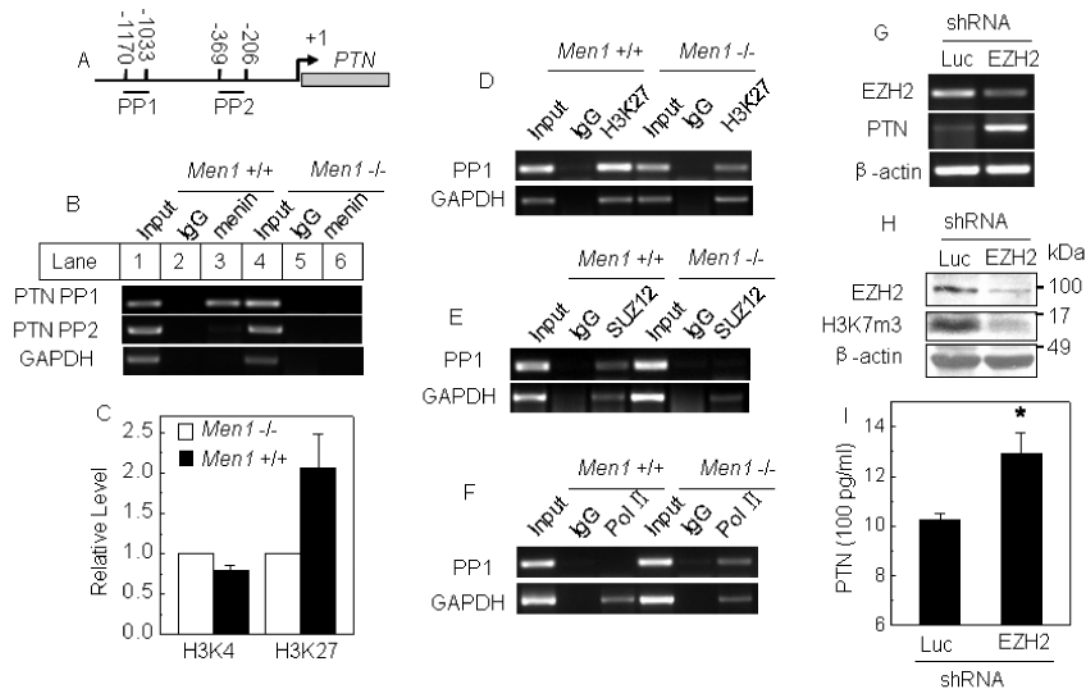 A
-1170
-1033
-369
-206
+1
PTN
PP1
PP2
B
Men1 +/+
Men1 -/-
Input
IgG
menin
Input
IgG
menin
Lane 1 2 3 4 5 6
PTN PP1
PTN PP2
GAPDH
C
Men1 -/-
Men1 +/+
Relative Level
2.5
2.0
1.0
0.5
0.0
H3K4 H3K27
D
Men1 +/+
Men1 -/-
Input
IgG
H3K27
Input
IgG
H3K27
PP1
GAPDH
E
Men1 +/+
Men1 -/-
Input
IgG
SUZ12
Input
IgG
SUZ12
PP1
GAPDH
F
Men1 +/+
Men1 -/-
Input
IgG
Pol II
Input
IgG
Pol II
PP1
GAPDH
G
shRNA
Luc EZH2
EZH2
PTN
β-actin
H
shRNA
Luc EZH2 kDa
EZH2 100
H3K7m3 17
β-actin 49
I
*
PTN (100 pg/ml)
14
12
10
8
6
Luc EZH2
shRNA